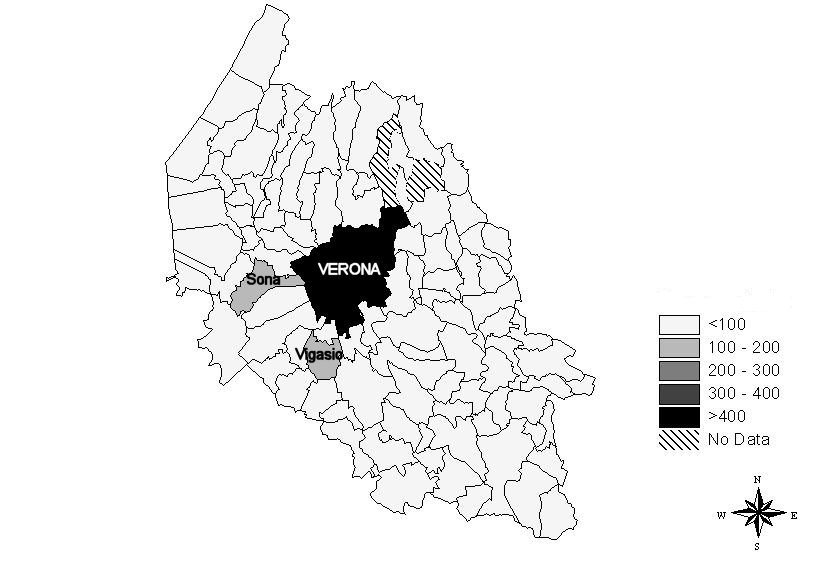 Sona
VERONA
Vigasio
<100
100 - 200
200 - 300
300 - 400
>400
No Data
N
W E
S